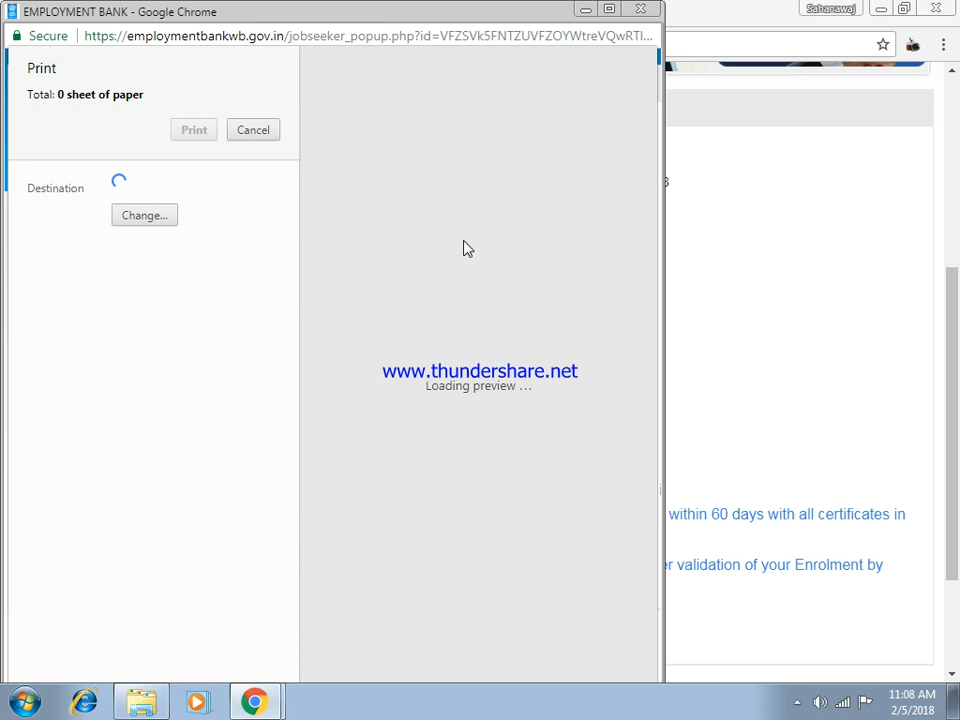 EMPLOYMENT BANK - Google Chrome
Sahanawaj
Secure
https://employmentbankwb.gov.in/jobseeker_popup.php?id=VFZSVk5FNTZUVFZOYWtreVQwRTl...
Print
Total: 0 sheet of paper
Print
Cancel
Destination
Change...
3
www.thundershare.net
Loading preview ...
within 60 days with all certificates in
r validation of your Enrolment by
11:08 AM
2/5/2018